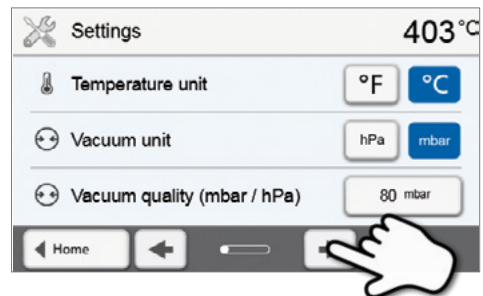 Settings 403 °C
Temperature unit °F °C
Vacuum unit hPa mbar
Vacuum quality (mbar / hPa) 80 mbar
Home